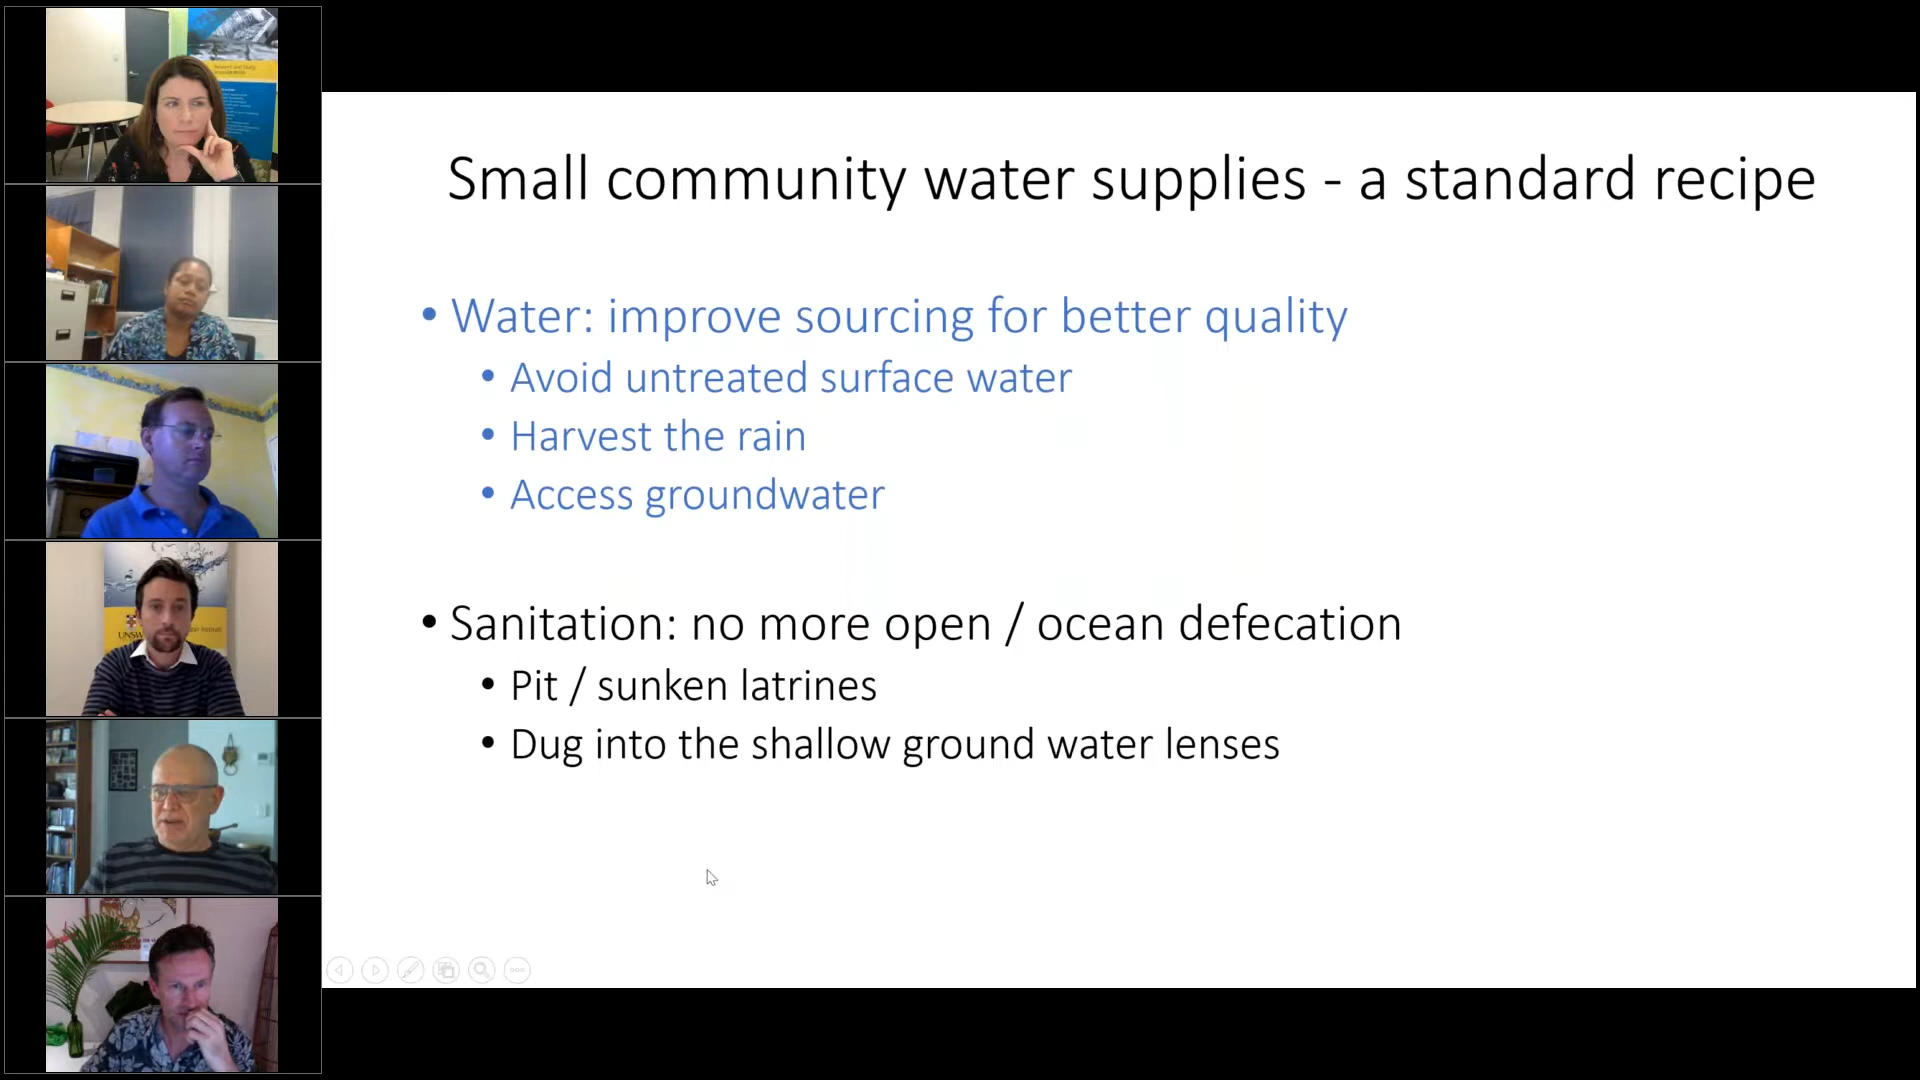 Small community water supplies - a standard recipe
• Water: improve sourcing for better quality
• Avoid untreated surface water
• Harvest the rain
• Access groundwater
• Sanitation: no more open / ocean defecation
• Pit / sunken latrines
• Dug into the shallow ground water lenses
UNSW